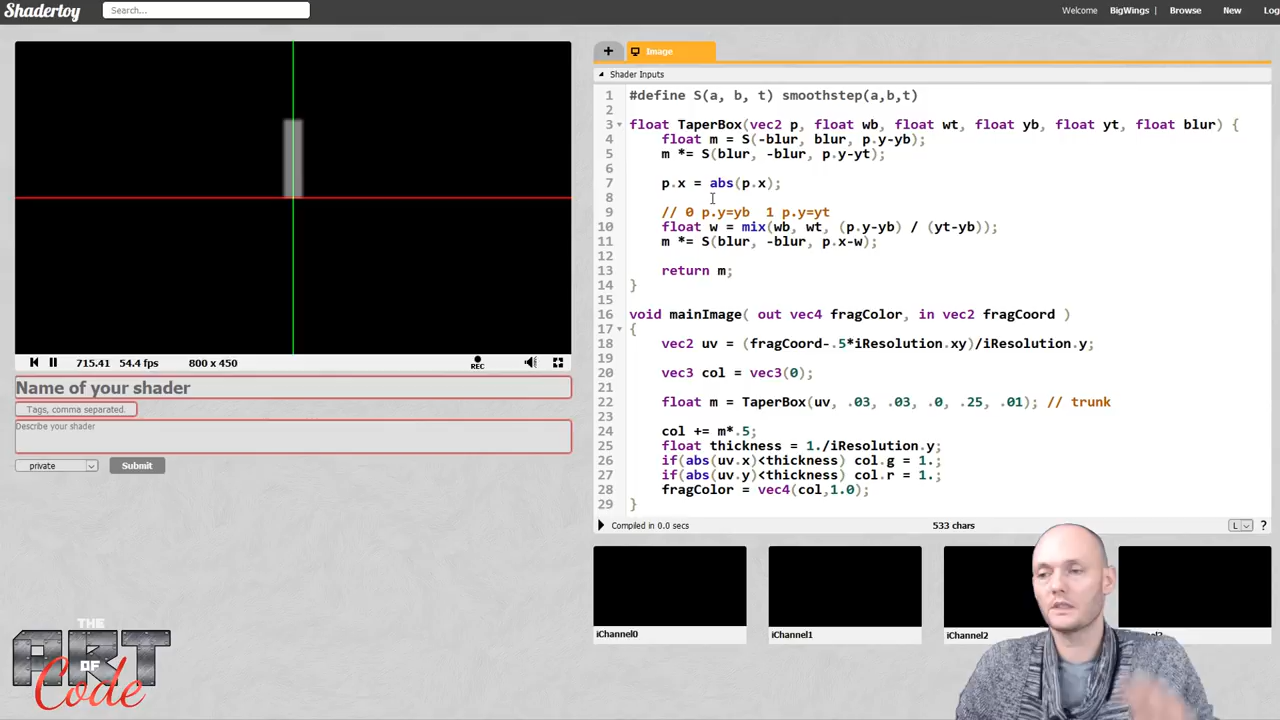 Shadertoy
Search...
Welcome BigWings | Browse New Log
+ Image
Shader Inputs
1 #define S(a, b, t) smoothstep(a,b,t)
2
3 float TaperBox(vec2 p, float wb, float wt, float yb, float yt, float blur) {
4 float m = S(-blur, blur, p.y-yb);
5 m *= S(blur, -blur, p.y-yt);
6
7 p.x = abs(p.x);
8
9 // 0 p.y=yb 1 p.y=yt
10 float w = mix(wb, wt, (p.y-yb) / (yt-yb));
11 m *= S(blur, -blur, p.x-w);
12
13 return m;
14 }
15
16 void mainImage( out vec4 fragColor, in vec2 fragCoord )
17 {
18 vec2 uv = (fragCoord-.5*iResolution.xy)/iResolution.y;
19
20 vec3 col = vec3(0);
21
22 float m = TaperBox(uv, .03, .03, .0, .25, .01); // trunk
23
24 col += m*.5;
25 float thickness = 1./iResolution.y;
26 if(abs(uv.x)<thickness) col.g = 1.;
27 if(abs(uv.y)<thickness) col.r = 1.;
28 fragColor = vec4(col,1.0);
29 }
715.41 54.4 fps 800 x 450 REC
Name of your shader
Tags, comma separated.
Describe your shader
private Submit
Compiled in 0.0 secs 533 chars L ?
iChannel0 iChannel1 iChannel2
THE
ART
OF
Code